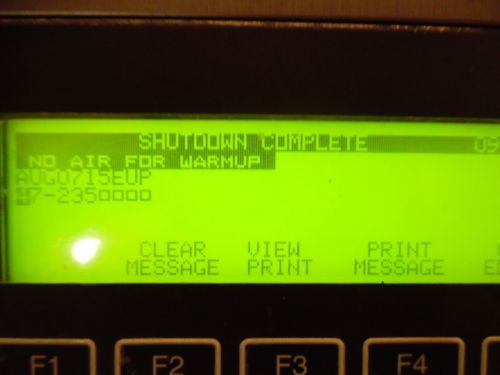 SHUTDOWN COMPLETE 09
NO AIR FOR WARMUP
AUG0715EUP
7-2350000
CLEAR MESSAGE
VIEW PRINT
PRINT MESSAGE
F1 F2 F3 F4